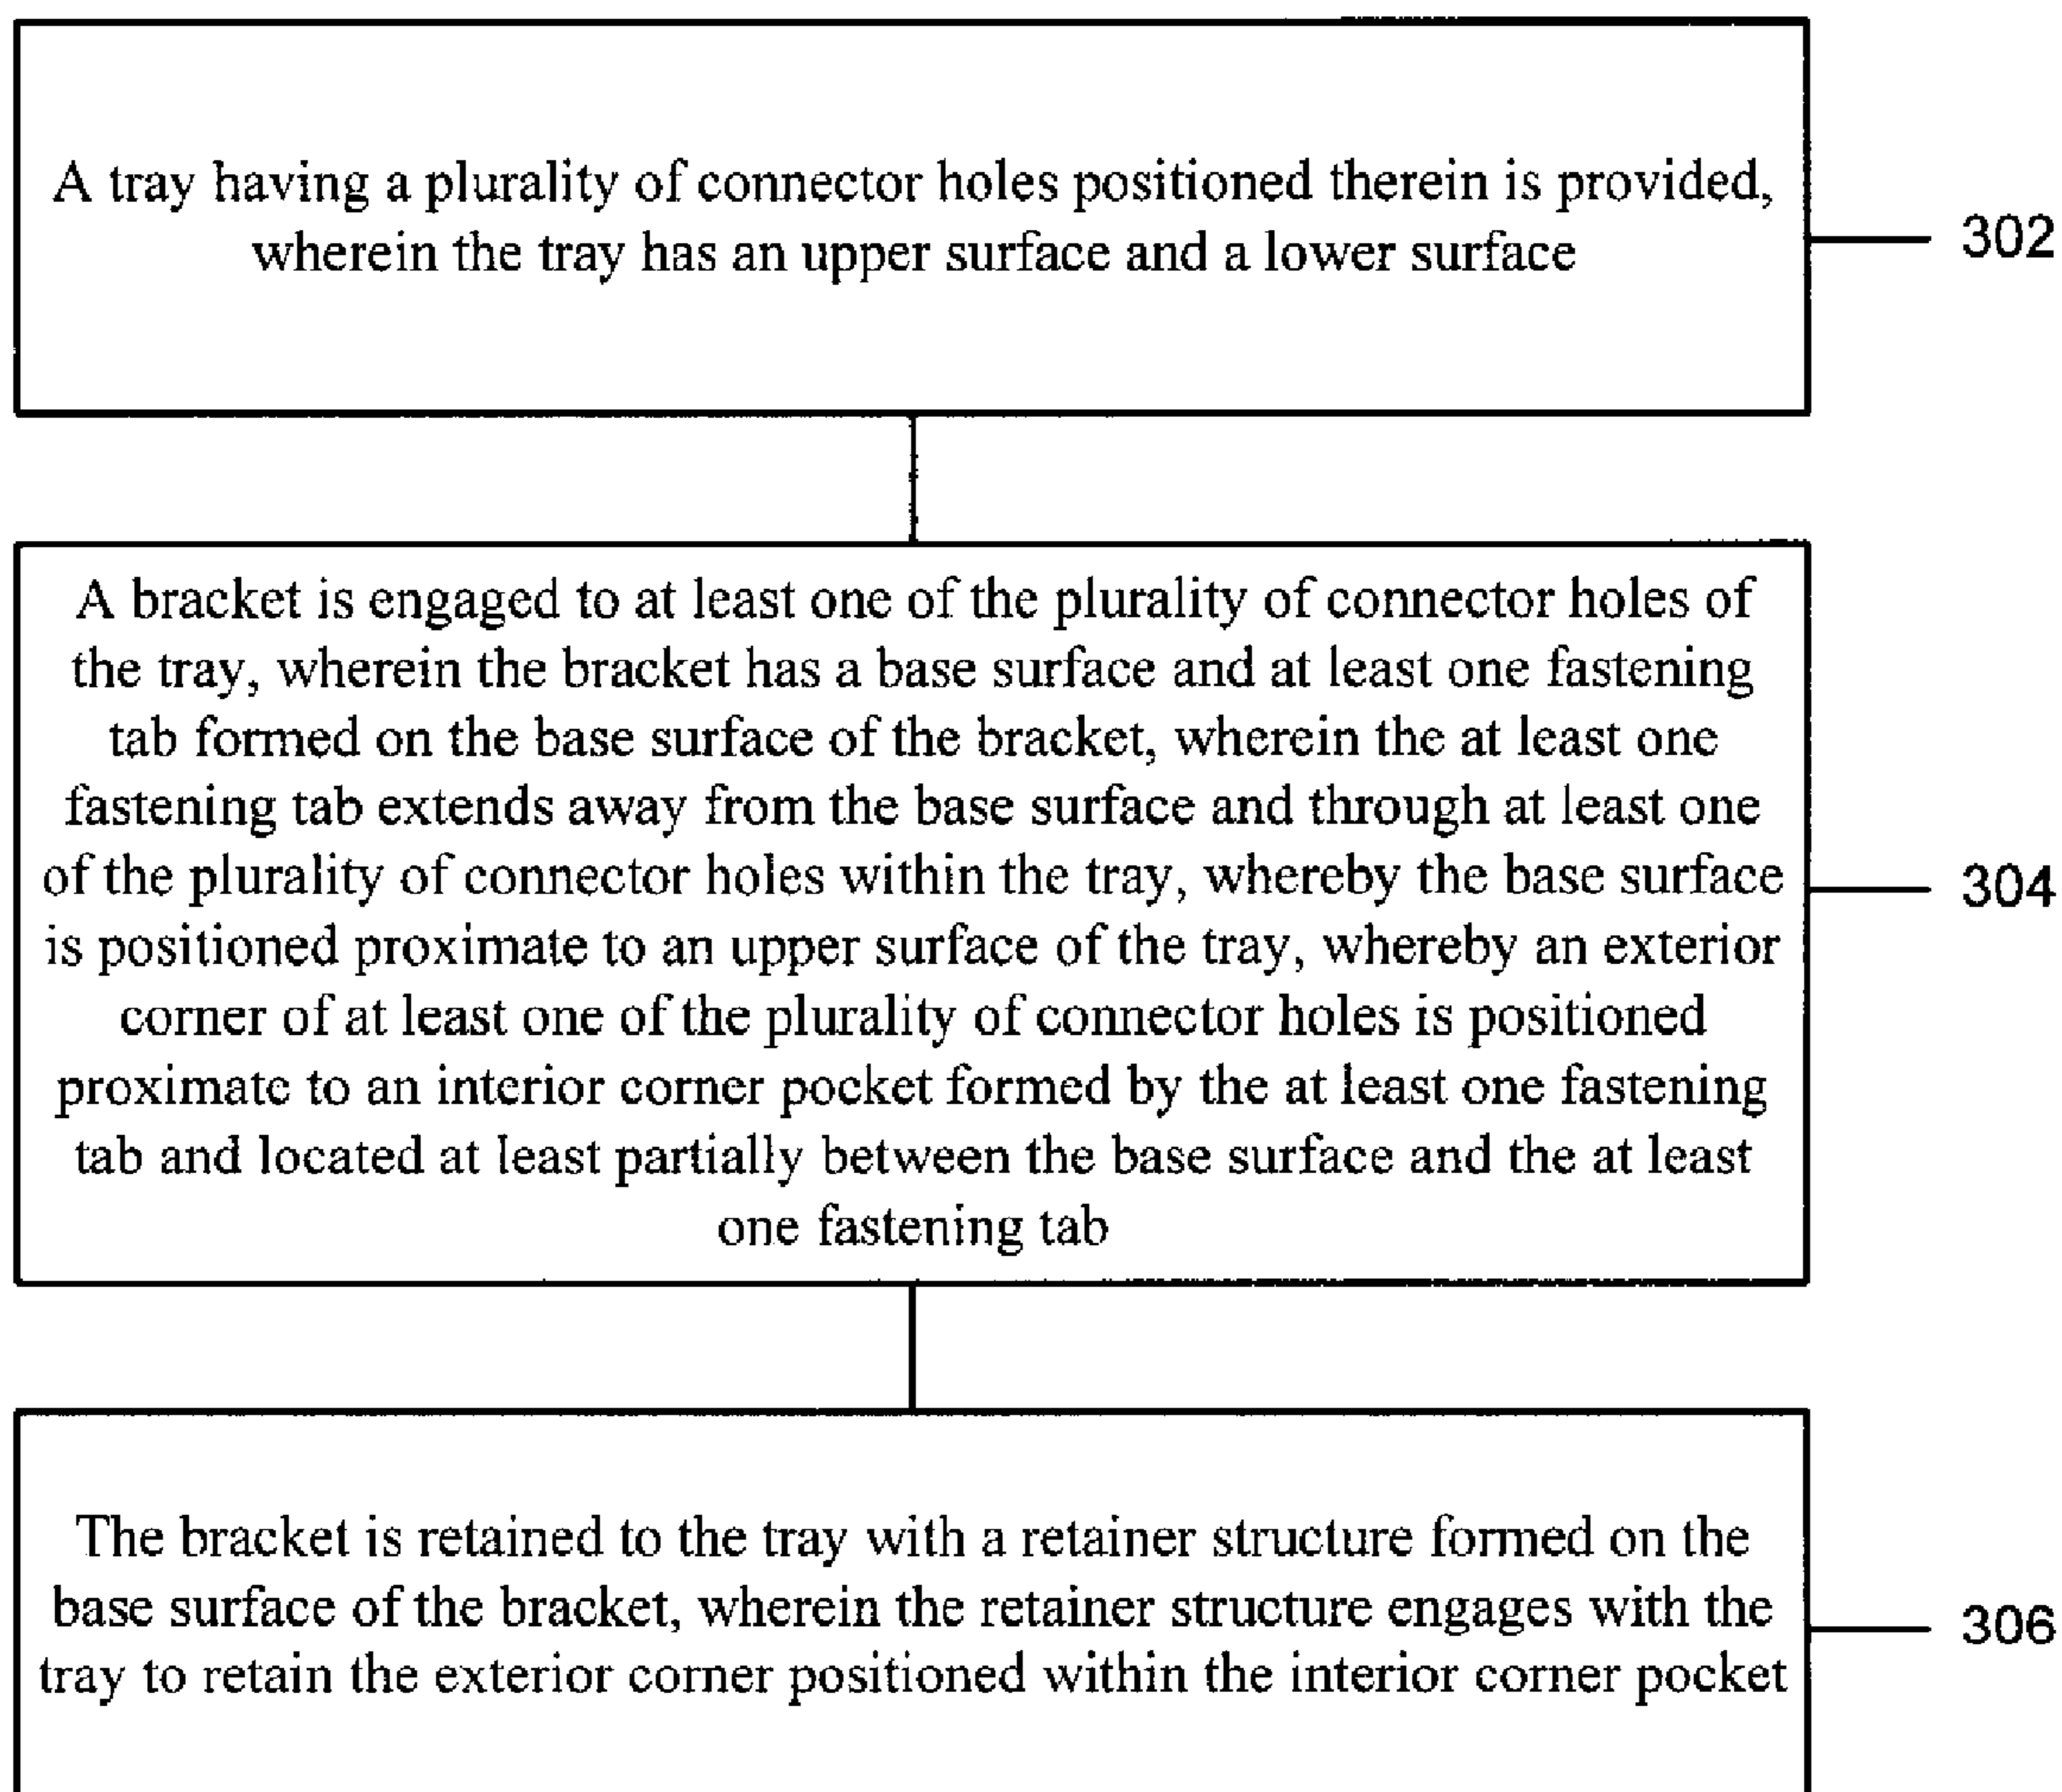 A tray having a plurality of connector holes positioned therein is provided,
wherein the tray has an upper surface and a lower surface
302
A bracket is engaged to at least one of the plurality of connector holes of
the tray, wherein the bracket has a base surface and at least one fastening
tab formed on the base surface of the bracket, wherein the at least one
fastening tab extends away from the base surface and through at least one
of the plurality of connector holes within the tray, whereby the base surface
is positioned proximate to an upper surface of the tray, whereby an exterior
corner of at least one of the plurality of connector holes is positioned
proximate to an interior corner pocket formed by the at least one fastening
tab and located at least partially between the base surface and the at least
one fastening tab
304
The bracket is retained to the tray with a retainer structure formed on the
base surface of the bracket, wherein the retainer structure engages with the
tray to retain the exterior corner positioned within the interior corner pocket
306